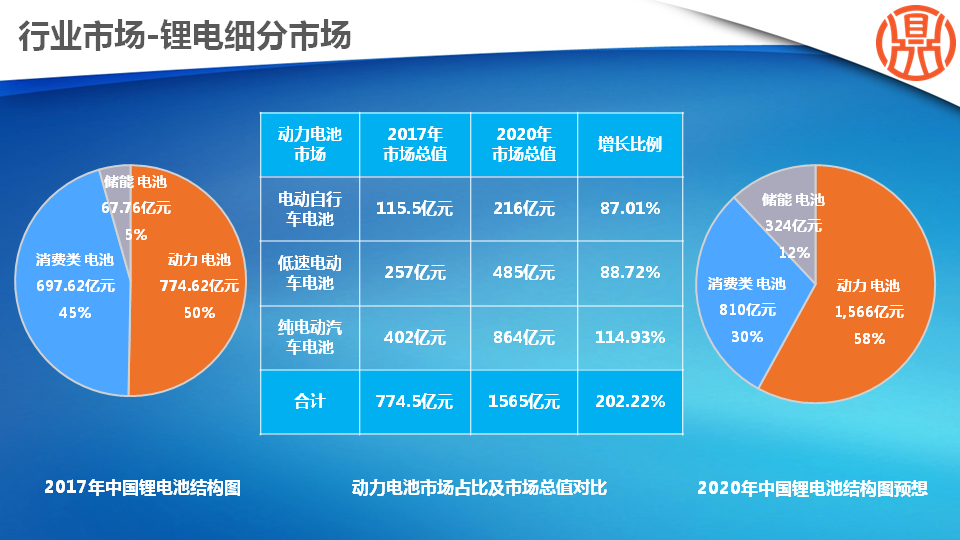 行业市场-锂电细分市场
鼎
储能 电池
67.76亿元
5%
消费类 电池
697.62亿元
45%
动力 电池
774.62亿元
50%
2017年中国锂电池结构图
动力电池
市场
2017年
市场总值
2020年
市场总值
增长比例
电动自行
车电池
115.5亿元
216亿元
87.01%
低速电动
车电池
257亿元
485亿元
88.72%
纯电动汽
车电池
402亿元
864亿元
114.93%
合计
774.5亿元
1565亿元
202.22%
动力电池市场占比及市场总值对比
储能 电池
324亿元
12%
消费类 电池
810亿元
30%
动力 电池
1,566亿元
58%
2020年中国锂电池结构图预想